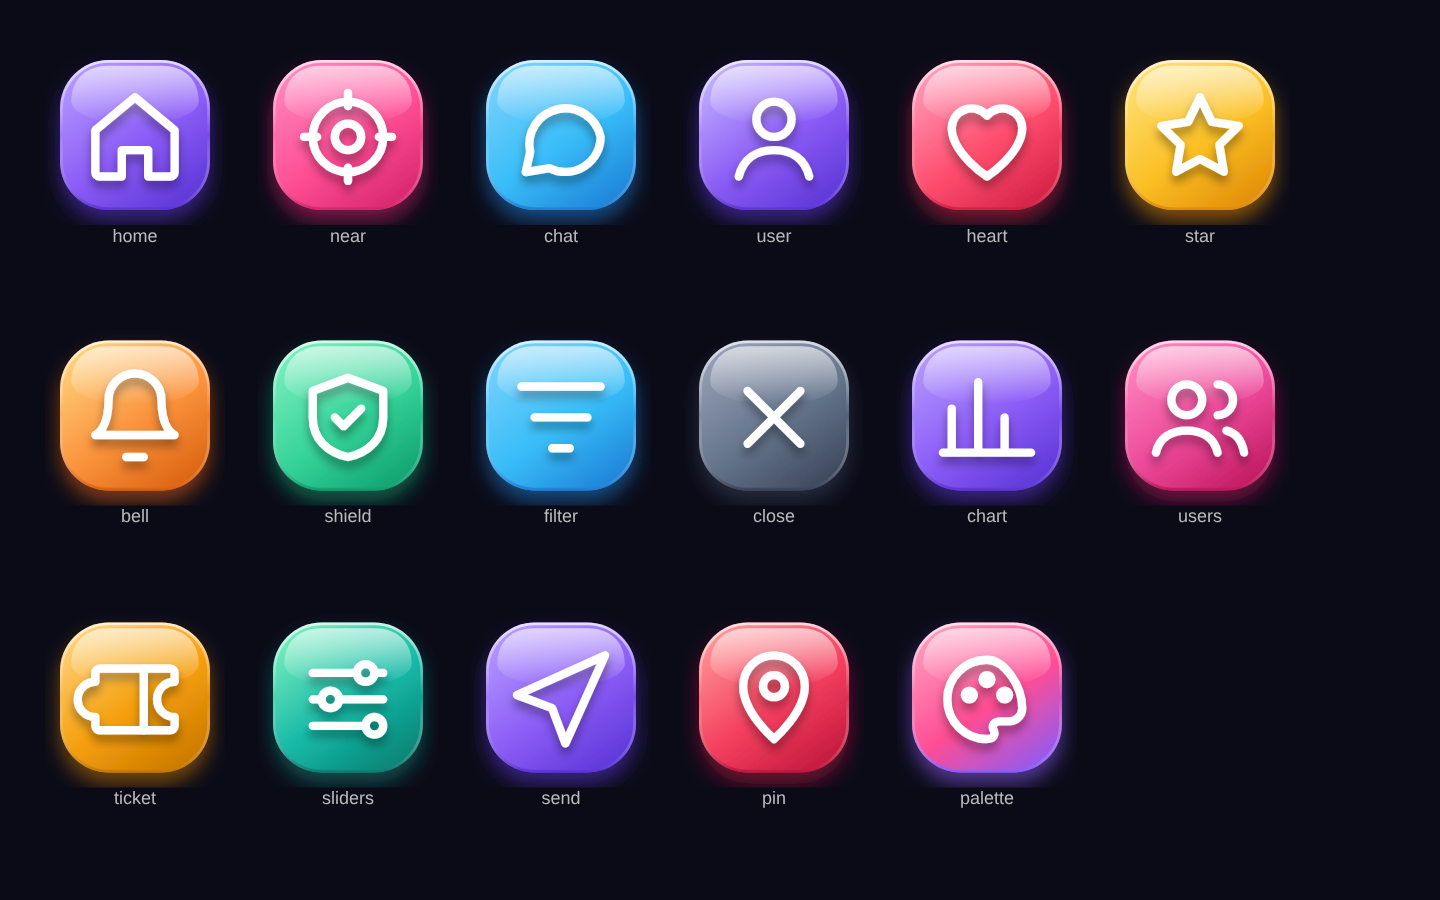 home near chat user heart star
bell shield filter close chart users
ticket sliders send pin palette